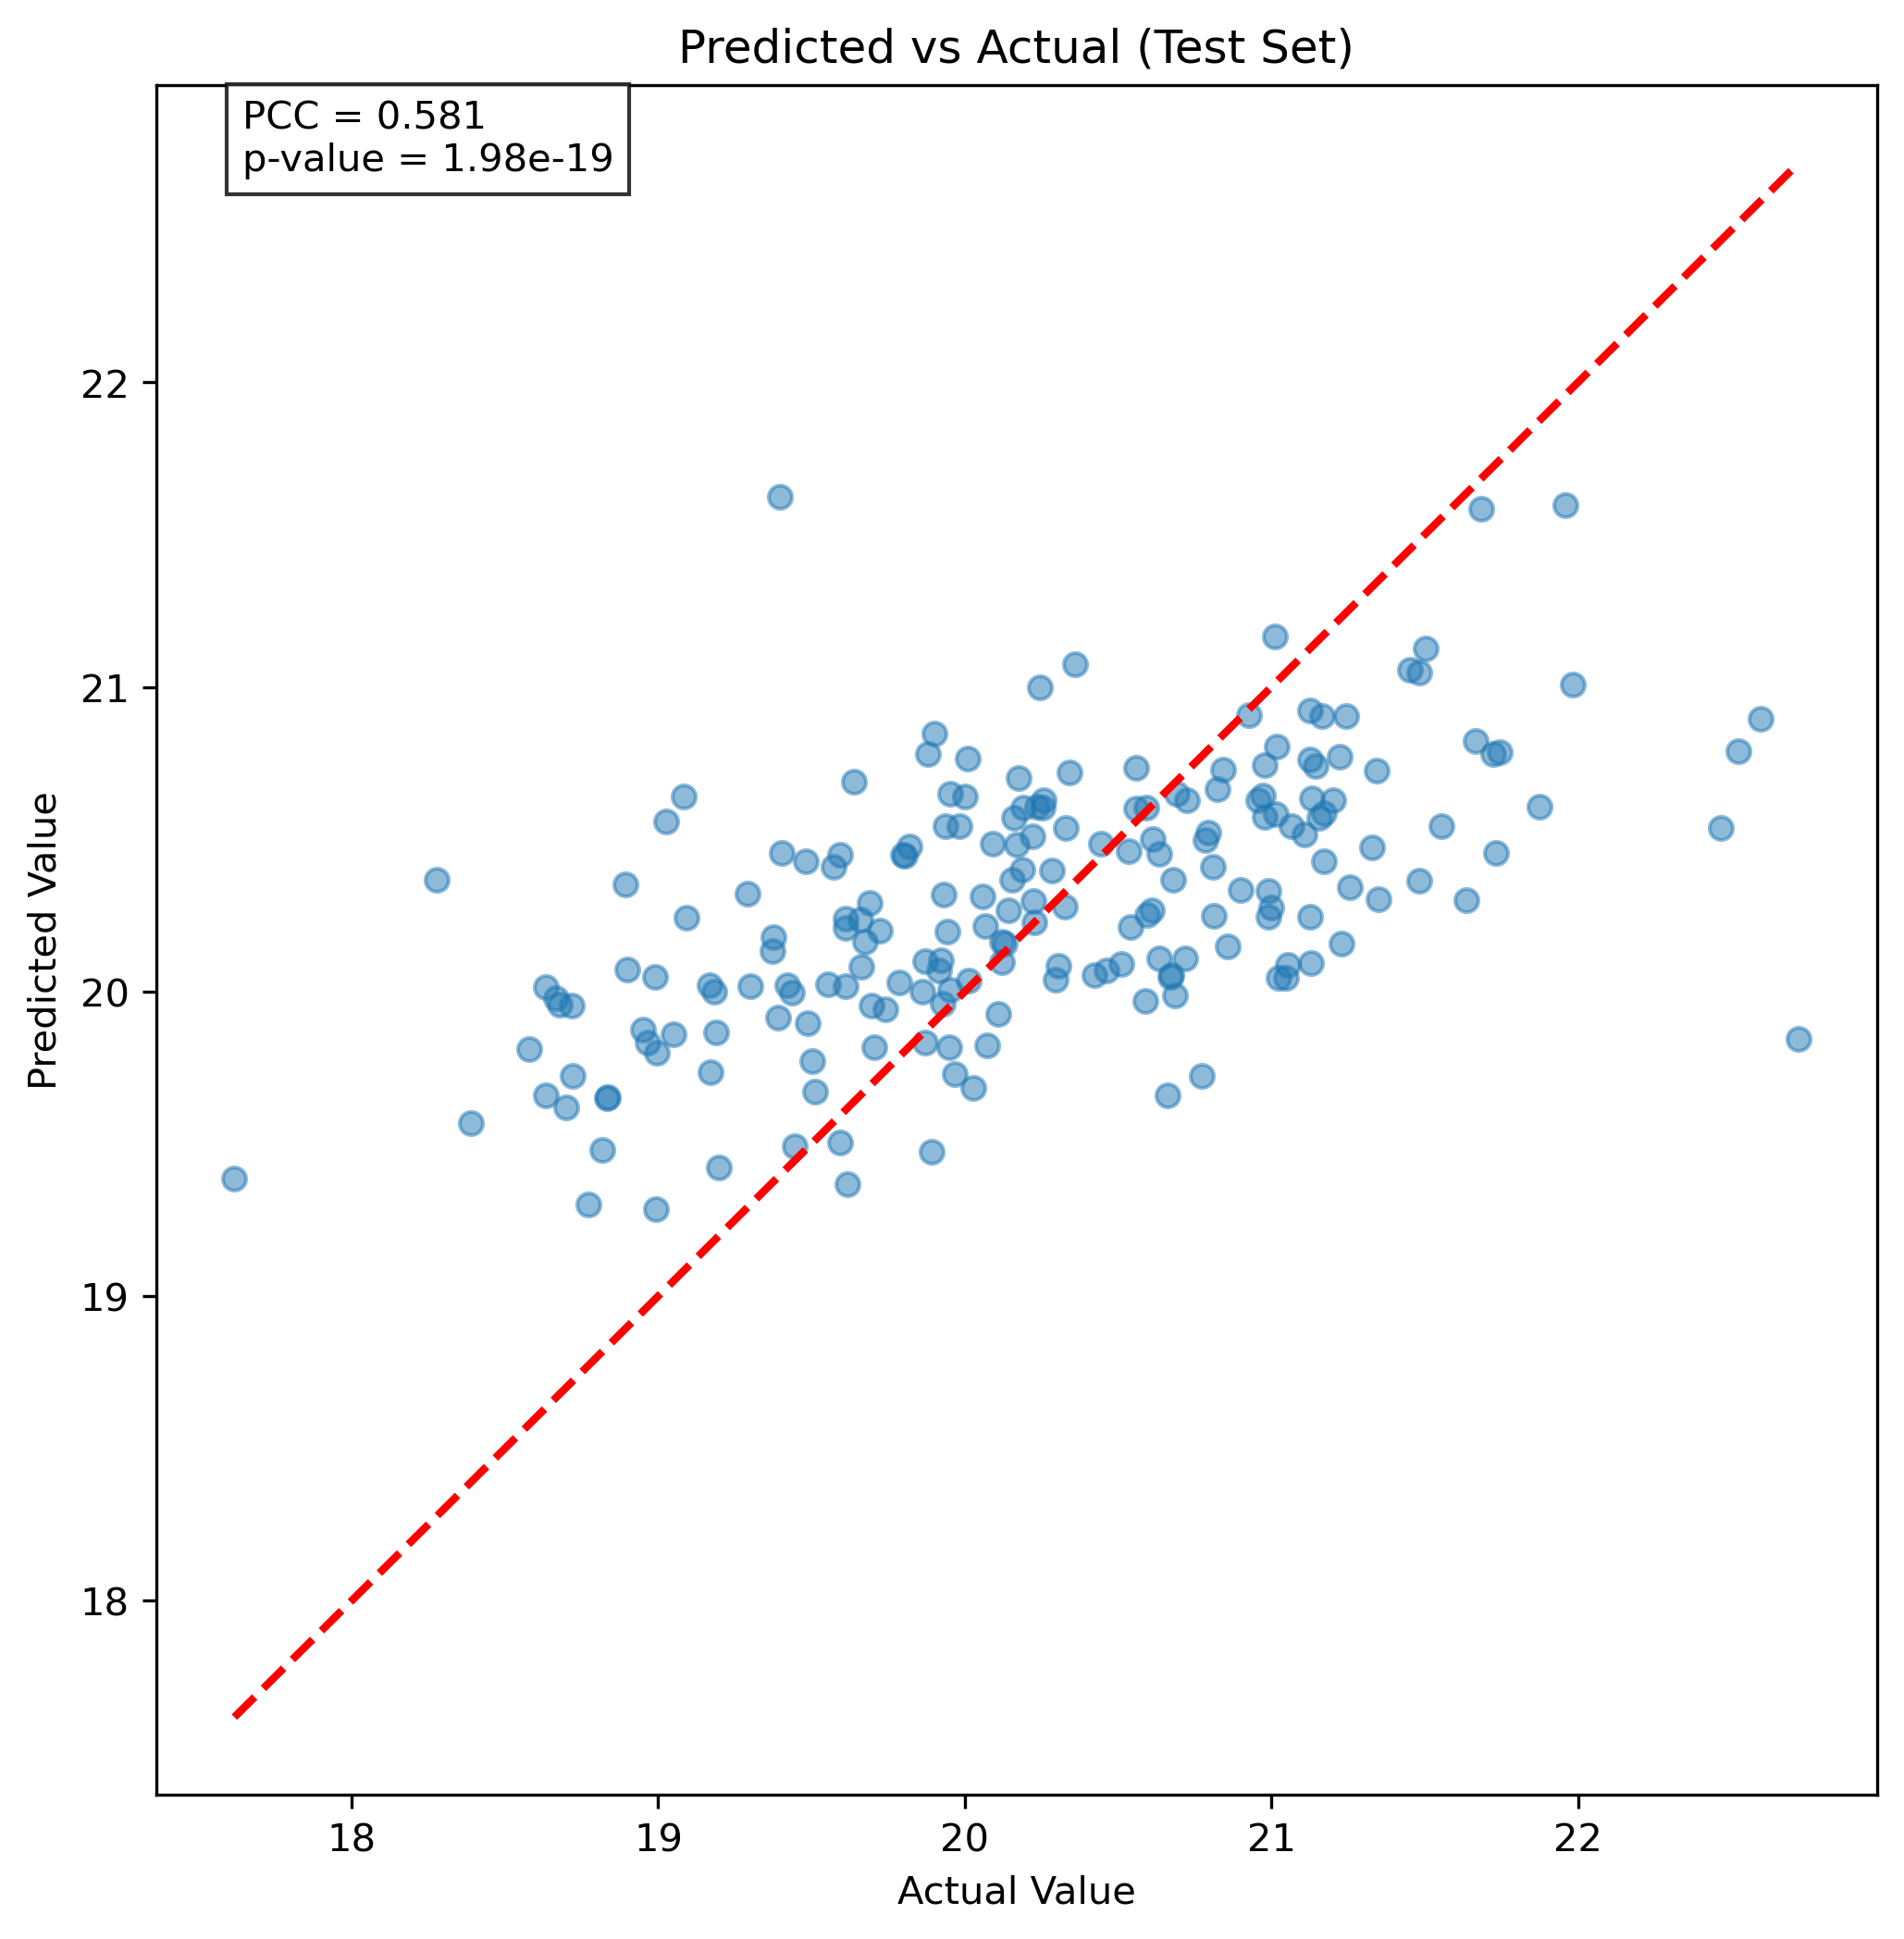 Predicted vs Actual (Test Set)
PCC = 0.581
p-value = 1.98e-19
22
21
20
19
18
Predicted Value
18 19 20 21 22
Actual Value